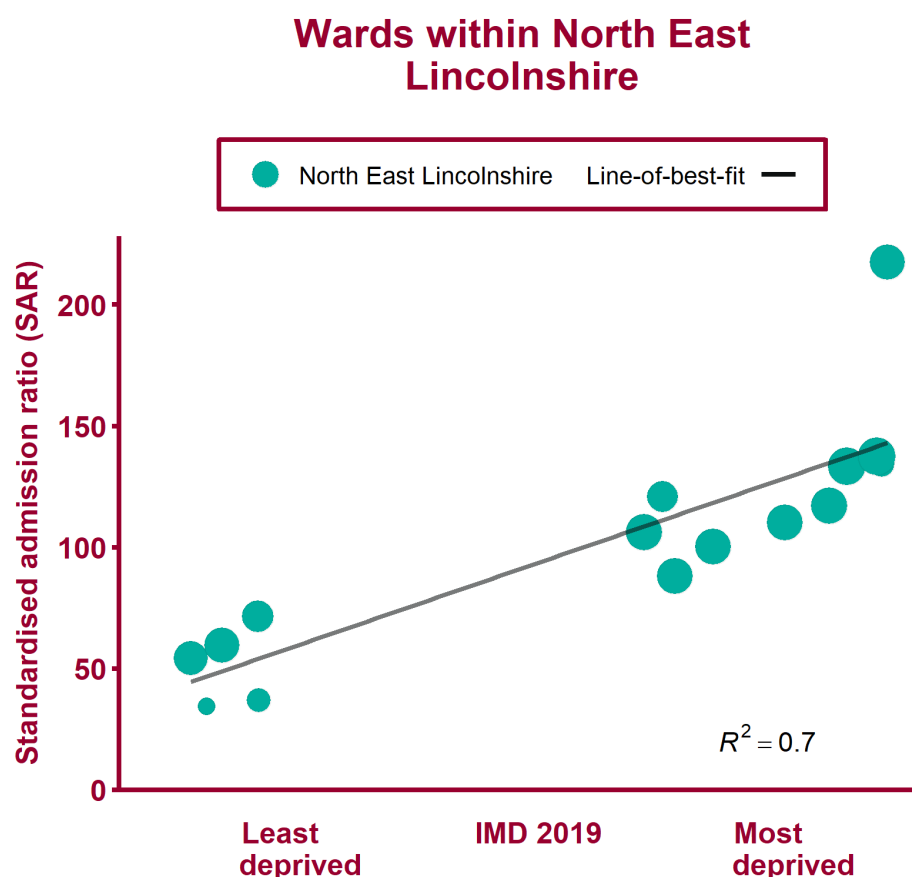 Wards within North East
Lincolnshire
North East Lincolnshire Line-of-best-fit
Standardised admission ratio (SAR)
200
150
100
50
0
R² = 0.7
Least
deprived
IMD 2019
Most
deprived